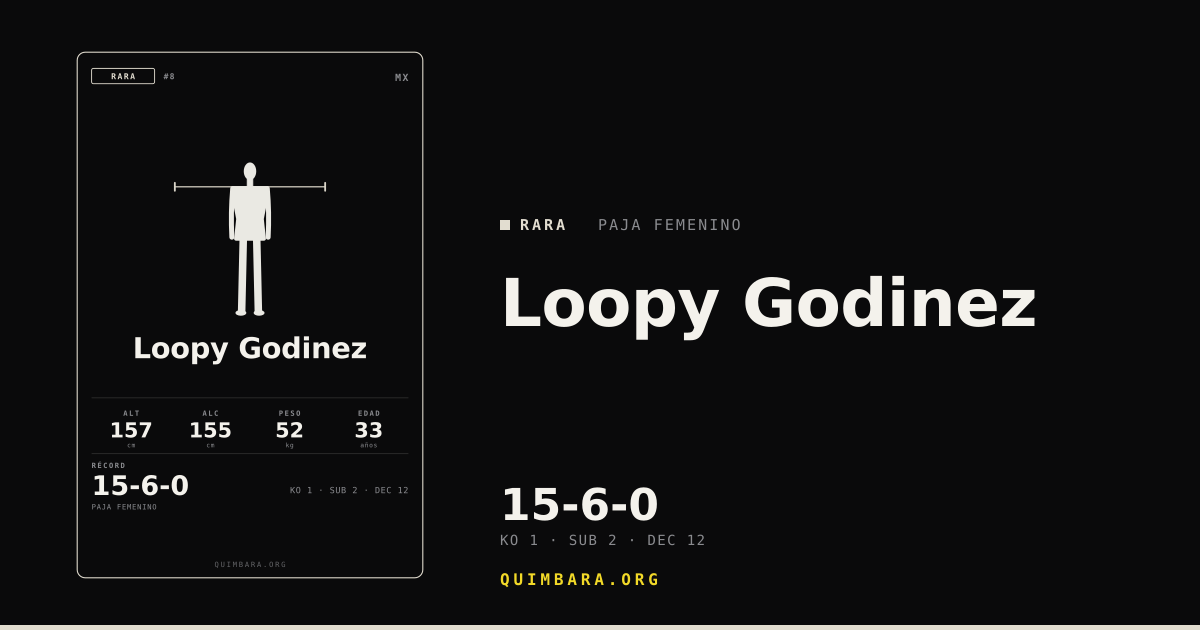 RARA #8 MX
Loopy Godinez
ALT ALC PESO EDAD
157 155 52 33
cm cm kg años
RÉCORD
15-6-0 KO 1 · SUB 2 · DEC 12
PAJA FEMENINO
QUIMBARA.ORG
RARA PAJA FEMENINO
Loopy Godinez
15-6-0
KO 1 · SUB 2 · DEC 12
QUIMBARA.ORG